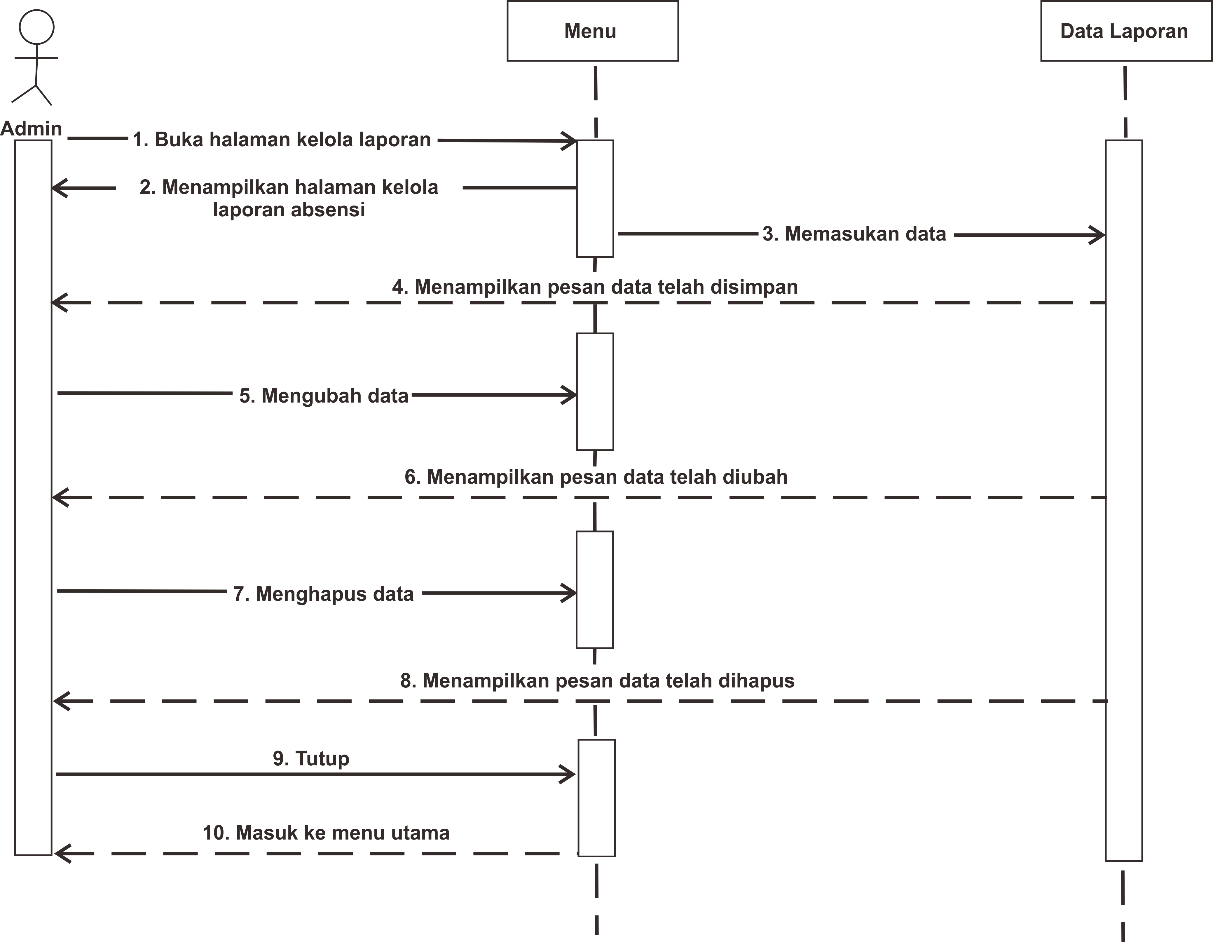 Menu
Data Laporan
Admin
1. Buka halaman kelola laporan
2. Menampilkan halaman kelola
laporan absensi
3. Memasukan data
4. Menampilkan pesan data telah disimpan
5. Mengubah data
6. Menampilkan pesan data telah diubah
7. Menghapus data
8. Menampilkan pesan data telah dihapus
9. Tutup
10. Masuk ke menu utama